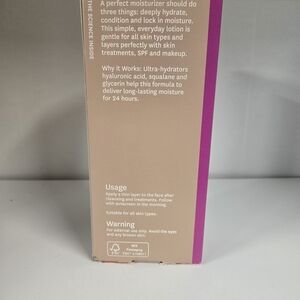 THE SCIENCE INSIDE
A perfect moisturizer should do
three things: deeply hydrate,
condition and lock in moisture.
This simple, everyday lotion is
gentle for all skin types and
layers perfectly with skin
treatments, SPF and makeup.
Why it Works: Ultra-hydrators
hyaluronic acid, squalane and
glycerin help this formula to
deliver long-lasting moisture
for 24 hours.
Usage
Apply a thin layer to the face after
cleansing and treatments. Follow
with sunscreen in the morning.
Suitable for all skin types.
Warning
For external use only. Avoid the eyes
and any broken skin.
FSC
MIX
Packaging